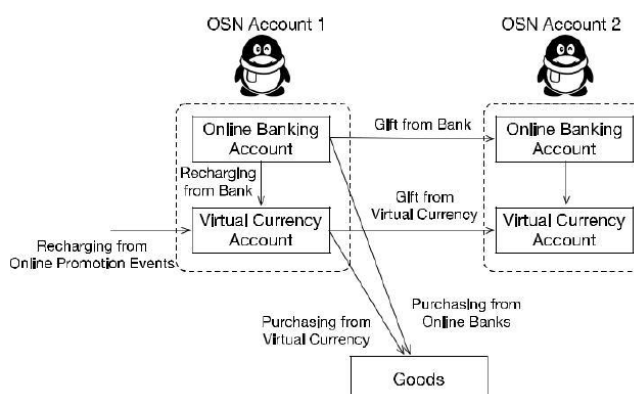 OSN Account 1
OSN Account 2
Online Banking
Account
Gift from Bank
Online Banking
Account
Recharging
from Bank
Gift from
Virtual Currency
Virtual Currency
Account
Virtual Currency
Account
Recharging from
Online Promotion Events
Purchasing from
Virtual Currency
Purchasing from
Online Banks
Goods